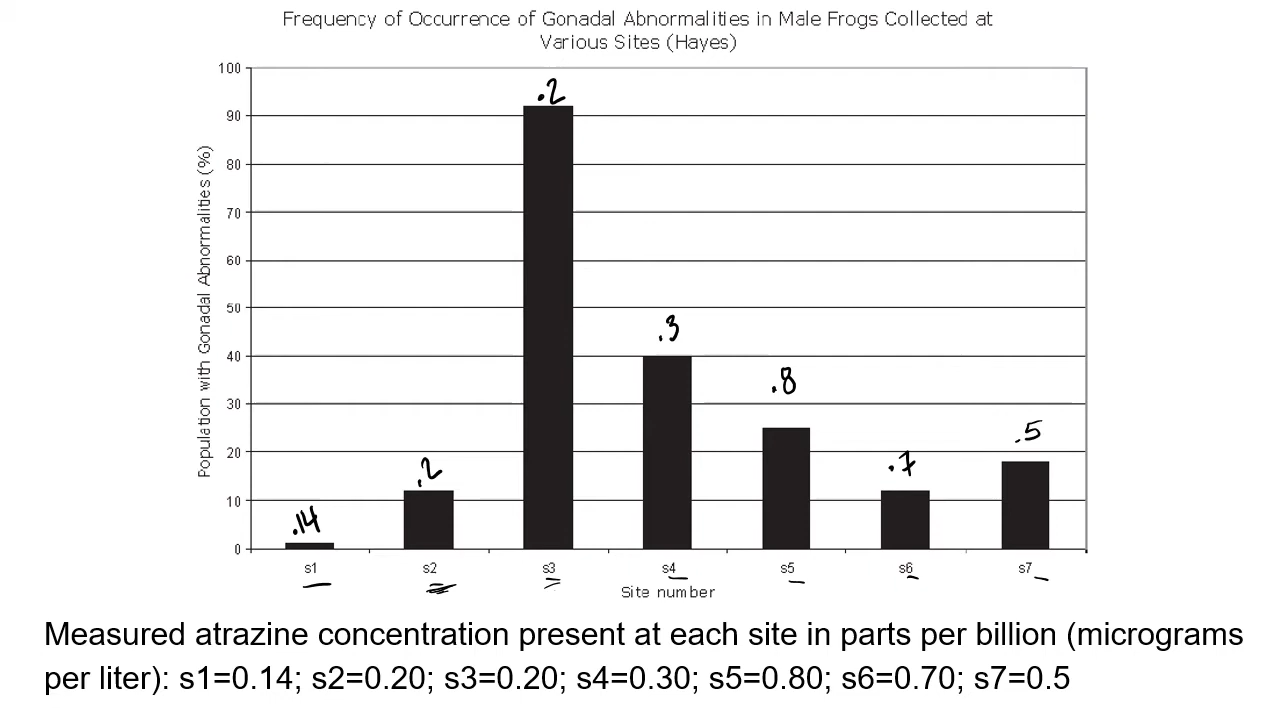 Frequency of Occurrence of Gonadal Abnormalities in Male Frogs Collected at
Various Sites (Hayes)
Population with Gonadal Abnormalities (%)
100
90
80
70
60
50
40
30
20
10
0
.14
.2
.2
.3
.8
.7
.5
s1 s2 s3 s4 s5 s6 s7
Site number
Measured atrazine concentration present at each site in parts per billion (micrograms
per liter): s1=0.14; s2=0.20; s3=0.20; s4=0.30; s5=0.80; s6=0.70; s7=0.5